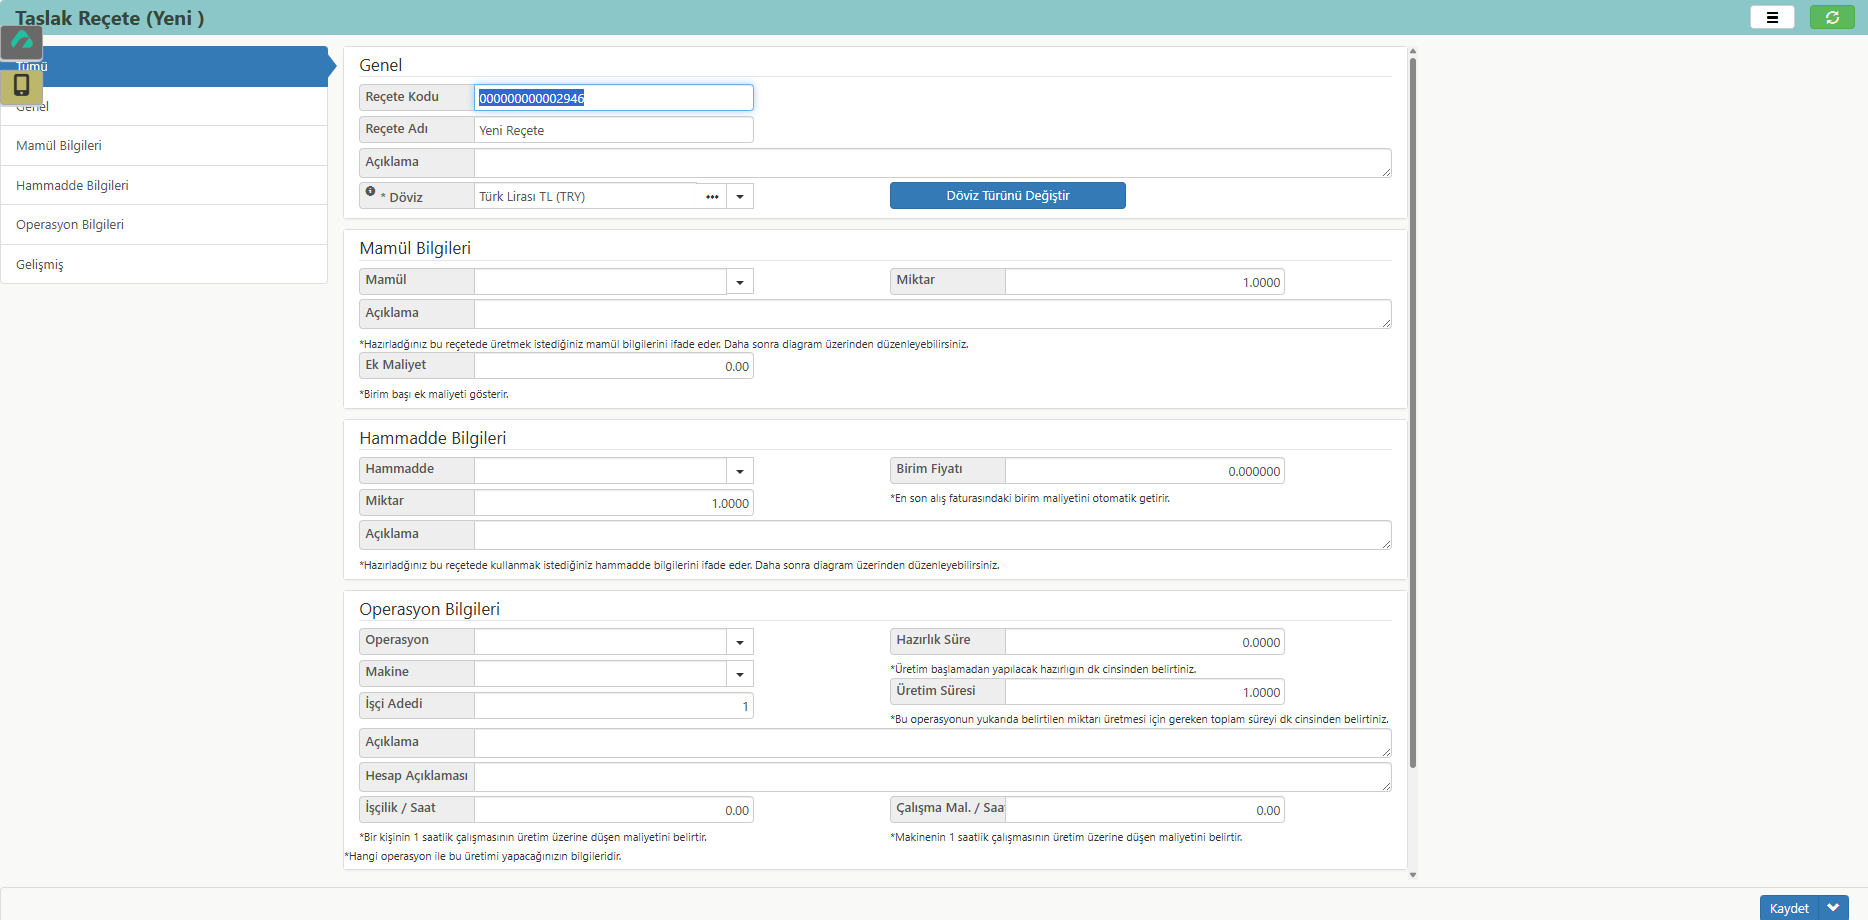 Taslak Reçete (Yeni )
Tümü
Genel
Mamül Bilgileri
Hammadde Bilgileri
Operasyon Bilgileri
Gelişmiş
Genel
Reçete Kodu 000000000002946
Reçete Adı Yeni Reçete
Açıklama
* Döviz Türk Lirası TL (TRY) Döviz Türünü Değiştir
Mamül Bilgileri
Mamül Miktar 1.0000
Açıklama
*Hazırladğınız bu reçetede üretmek istediğiniz mamül bilgilerini ifade eder. Daha sonra diagram üzerinden düzenleyebilirsiniz.
Ek Maliyet 0.00
*Birim başı ek maliyeti gösterir.
Hammadde Bilgileri
Hammadde Birim Fiyatı 0.000000
Miktar 1.0000 *En son alış faturasındaki birim maliyetini otomatik getirir.
Açıklama
*Hazırladğınız bu reçetede kullanmak istediğiniz hammadde bilgilerini ifade eder. Daha sonra diagram üzerinden düzenleyebilirsiniz.
Operasyon Bilgileri
Operasyon Hazırlık Süre 0.0000
*Üretim başlamadan yapılacak hazırlıgın dk cinsinden belirtiniz.
Makine
Üretim Süresi 1.0000
İşçi Adedi 1
*Bu operasyonun yukarıda belirtilen miktarı üretmesi için gereken toplam süreyi dk cinsinden belirtiniz.
Açıklama
Hesap Açıklaması
İşçilik / Saat 0.00 Çalışma Mal. / Saa 0.00
*Bir kişinin 1 saatlik çalışmasının üretim üzerine düşen maliyetini belirtir. *Makinenin 1 saatlik çalışmasının üretim üzerine düşen maliyetini belirtir.
*Hangi operasyon ile bu üretimi yapacağınızın bilgileridir.
Kaydet